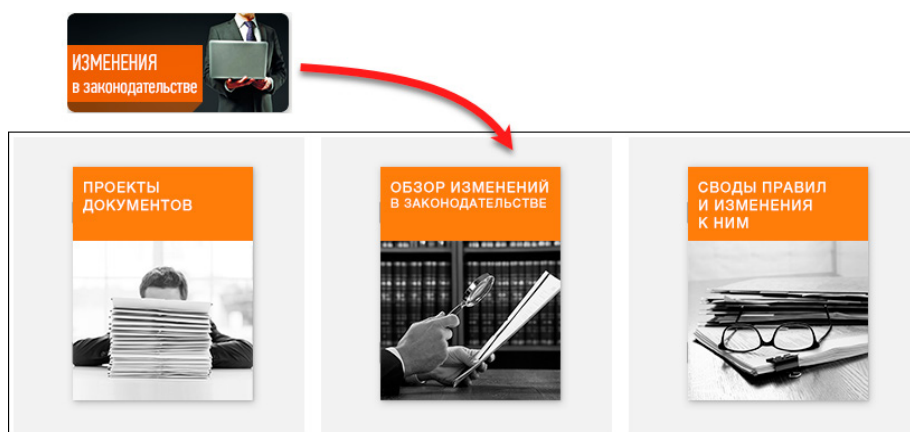 ИЗМЕНЕНИЯ
в законодательстве
ПРОЕКТЫ
ДОКУМЕНТОВ
ОБЗОР ИЗМЕНЕНИЙ
В ЗАКОНОДАТЕЛЬСТВЕ
СВОДЫ ПРАВИЛ
И ИЗМЕНЕНИЯ
К НИМ